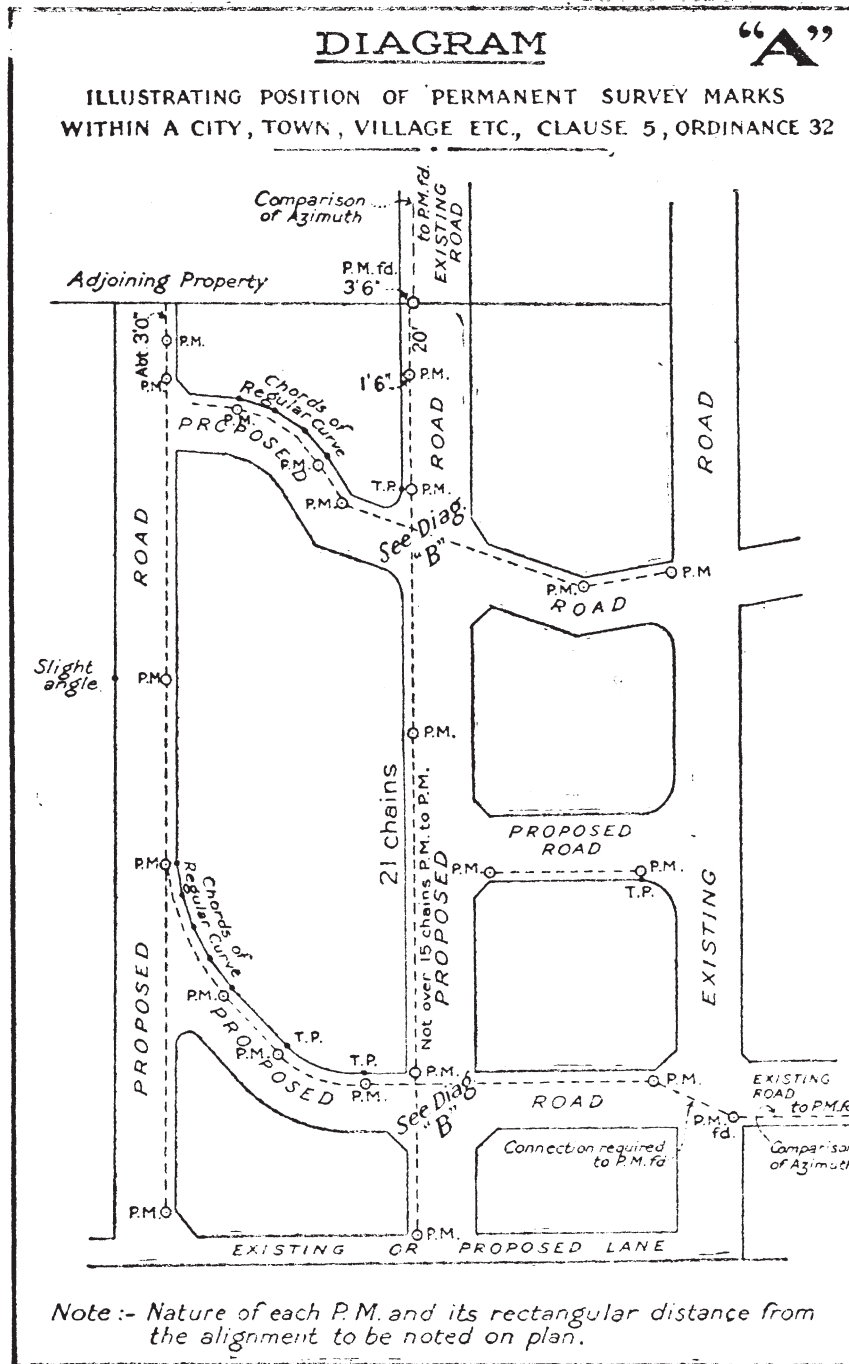 DIAGRAM
"A"
ILLUSTRATING POSITION OF PERMANENT SURVEY MARKS
WITHIN A CITY, TOWN, VILLAGE ETC., CLAUSE 5, ORDINANCE 32
Comparison
of Azimuth
to P.M.fd.
EXISTING
ROAD
Adjoining Property
P.M.fd.
3'6"
Abt. 3'0"
P.M.
P.M.
20'
1'6"
P.M.
Chords of
Regular Curve
P.M.
PROPOSED
P.M.
P.M.
T.P.
P.M.
ROAD
ROAD
See Diag.
"B"
P.M.
P.M
ROAD
ROAD
Slight
angle
P.M
P.M.
21 chains
Not over 15 chains P.M. to P.M.
PROPOSED
PROPOSED
ROAD
P.M.
P.M.
T.P.
P.M
Chords of
Regular Curve
EXISTING
PROPOSED
P.M.
PROPOSED
T.P.
P.M.
T.P.
P.M.
P.M.
See Diag
"B"
ROAD
P.M.
EXISTING
ROAD
to P.M.f
P.M.
fd.
Connection required
to P.M.fd
Comparison
of Azimuth
P.M.
P.M.
EXISTING OR PROPOSED LANE
Note :- Nature of each P.M. and its rectangular distance from
the alignment to be noted on plan.